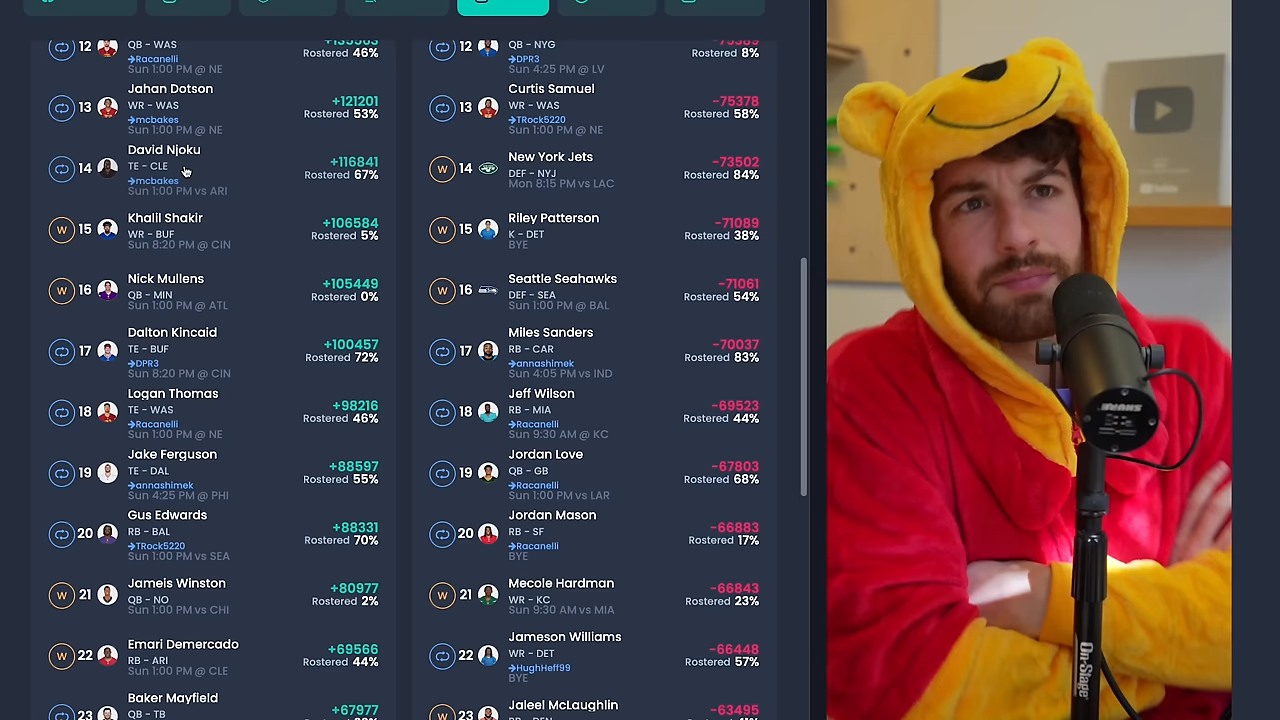 12
QB - WAS
Racanelli
Sun 1:00 PM @ NE
+135563
Rostered 46%
13
Jahan Dotson
WR - WAS
mcbakes
Sun 1:00 PM @ NE
+121201
Rostered 53%
14
David Njoku
TE - CLE
mcbakes
Sun 1:00 PM vs ARI
+116841
Rostered 67%
W
15
Khalil Shakir
WR - BUF
Sun 8:20 PM @ CIN
+106584
Rostered 5%
W
16
Nick Mullens
QB - MIN
Sun 1:00 PM @ ATL
+105449
Rostered 0%
17
Dalton Kincaid
TE - BUF
DPR3
Sun 8:20 PM @ CIN
+100457
Rostered 72%
18
Logan Thomas
TE - WAS
Racanelli
Sun 1:00 PM @ NE
+98216
Rostered 46%
19
Jake Ferguson
TE - DAL
annashimek
Sun 4:25 PM @ PHI
+88597
Rostered 55%
20
Gus Edwards
RB - BAL
TRock5220
Sun 1:00 PM vs SEA
+88331
Rostered 70%
W
21
Jameis Winston
QB - NO
Sun 1:00 PM vs CHI
+80977
Rostered 2%
W
22
Emari Demercado
RB - ARI
Sun 1:00 PM @ CLE
+69566
Rostered 44%
23
Baker Mayfield
QB - TB
+67977
12
QB - NYG
DPR3
Sun 4:25 PM @ LV
-75389
Rostered 8%
13
Curtis Samuel
WR - WAS
TRock5220
Sun 1:00 PM @ NE
-75378
Rostered 58%
W
14
New York Jets
DEF - NYJ
Mon 8:15 PM vs LAC
-73502
Rostered 84%
W
15
Riley Patterson
K - DET
BYE
-71089
Rostered 38%
W
16
Seattle Seahawks
DEF - SEA
Sun 1:00 PM @ BAL
-71061
Rostered 54%
17
Miles Sanders
RB - CAR
annashimek
Sun 4:05 PM vs IND
-70037
Rostered 83%
18
Jeff Wilson
RB - MIA
Racanelli
Sun 9:30 AM @ KC
-69523
Rostered 44%
19
Jordan Love
QB - GB
Racanelli
Sun 1:00 PM vs LAR
-67803
Rostered 68%
20
Jordan Mason
RB - SF
Racanelli
BYE
-66883
Rostered 17%
W
21
Mecole Hardman
WR - KC
Sun 9:30 AM vs MIA
-66843
Rostered 23%
22
Jameson Williams
WR - DET
HughHeff99
BYE
-66448
Rostered 57%
W
23
Jaleel McLaughlin
RB - DEN
-63495
YouTube
SHURE
On-Stage